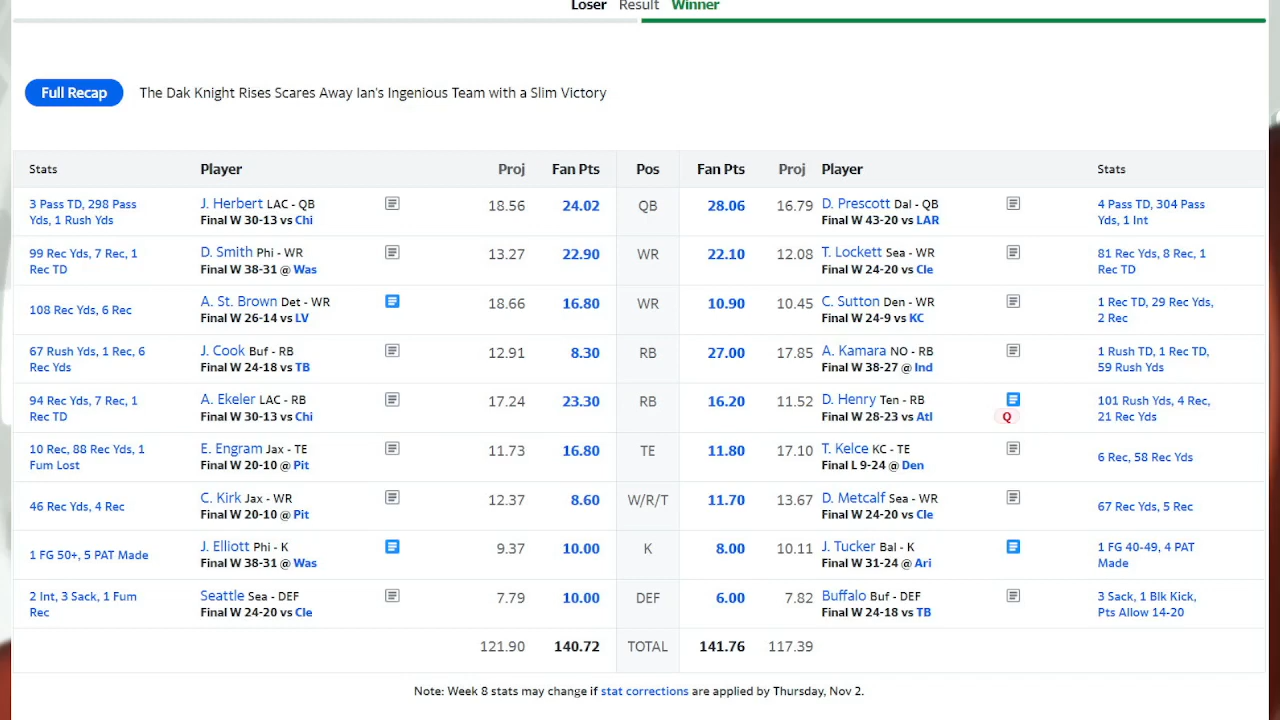 Loser Result Winner
Full Recap The Dak Knight Rises Scares Away Ian's Ingenious Team with a Slim Victory
Stats Player Proj Fan Pts Pos Fan Pts Proj Player Stats
3 Pass TD, 298 Pass J. Herbert LAC - QB 18.56 24.02 QB 28.06 16.79 D. Prescott Dal - QB 4 Pass TD, 304 Pass
Yds, 1 Rush Yds Final W 30-13 vs Chi Final W 43-20 vs LAR Yds, 1 Int
99 Rec Yds, 7 Rec, 1 D. Smith Phi - WR 13.27 22.90 WR 22.10 12.08 T. Lockett Sea - WR 81 Rec Yds, 8 Rec, 1
Rec TD Final W 38-31 @ Was Final W 24-20 vs Cle Rec TD
108 Rec Yds, 6 Rec A. St. Brown Det - WR 18.66 16.80 WR 10.90 10.45 C. Sutton Den - WR 1 Rec TD, 29 Rec Yds,
Final W 26-14 vs LV Final W 24-9 vs KC 2 Rec
67 Rush Yds, 1 Rec, 6 J. Cook Buf - RB 12.91 8.30 RB 27.00 17.85 A. Kamara NO - RB 1 Rush TD, 1 Rec TD,
Rec Yds Final W 24-18 vs TB Final W 38-27 @ Ind 59 Rush Yds
94 Rec Yds, 7 Rec, 1 A. Ekeler LAC - RB 17.24 23.30 RB 16.20 11.52 D. Henry Ten - RB 101 Rush Yds, 4 Rec,
Rec TD Final W 30-13 vs Chi Final W 28-23 vs Atl Q 21 Rec Yds
10 Rec, 88 Rec Yds, 1 E. Engram Jax - TE 11.73 16.80 TE 11.80 17.10 T. Kelce KC - TE 6 Rec, 58 Rec Yds
Fum Lost Final W 20-10 @ Pit Final L 9-24 @ Den
46 Rec Yds, 4 Rec C. Kirk Jax - WR 12.37 8.60 W/R/T 11.70 13.67 D. Metcalf Sea - WR 67 Rec Yds, 5 Rec
Final W 20-10 @ Pit Final W 24-20 vs Cle
1 FG 50+, 5 PAT Made J. Elliott Phi - K 9.37 10.00 K 8.00 10.11 J. Tucker Bal - K 1 FG 40-49, 4 PAT
Final W 38-31 @ Was Final W 31-24 @ Ari Made
2 Int, 3 Sack, 1 Fum Seattle Sea - DEF 7.79 10.00 DEF 6.00 7.82 Buffalo Buf - DEF 3 Sack, 1 Blk Kick,
Rec Final W 24-20 vs Cle Final W 24-18 vs TB Pts Allow 14-20
121.90 140.72 TOTAL 141.76 117.39
Note: Week 8 stats may change if stat corrections are applied by Thursday, Nov 2.